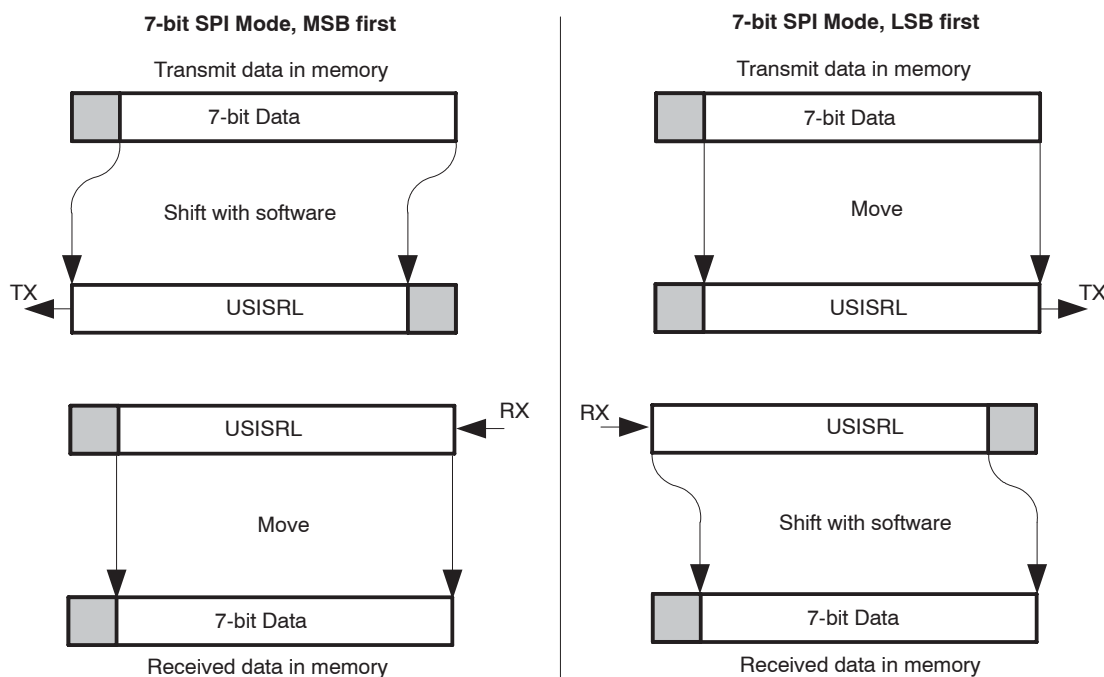 7-bit SPI Mode, MSB first
Transmit data in memory
7-bit Data
Shift with software
TX
USISRL
USISRL
RX
Move
7-bit Data
Received data in memory
7-bit SPI Mode, LSB first
Transmit data in memory
7-bit Data
Move
USISRL
TX
RX
USISRL
Shift with software
7-bit Data
Received data in memory